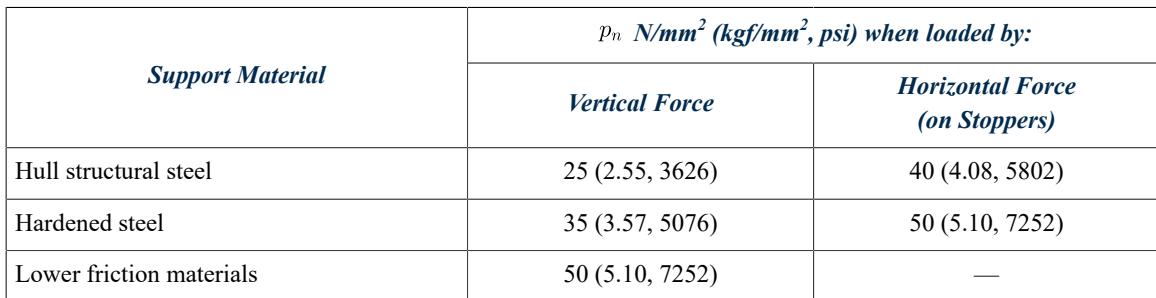 pn N/mm² (kgf/mm², psi) when loaded by:
Support Material
Vertical Force
Horizontal Force
(on Stoppers)
Hull structural steel 25 (2.55, 3626) 40 (4.08, 5802)
Hardened steel 35 (3.57, 5076) 50 (5.10, 7252)
Lower friction materials 50 (5.10, 7252) —